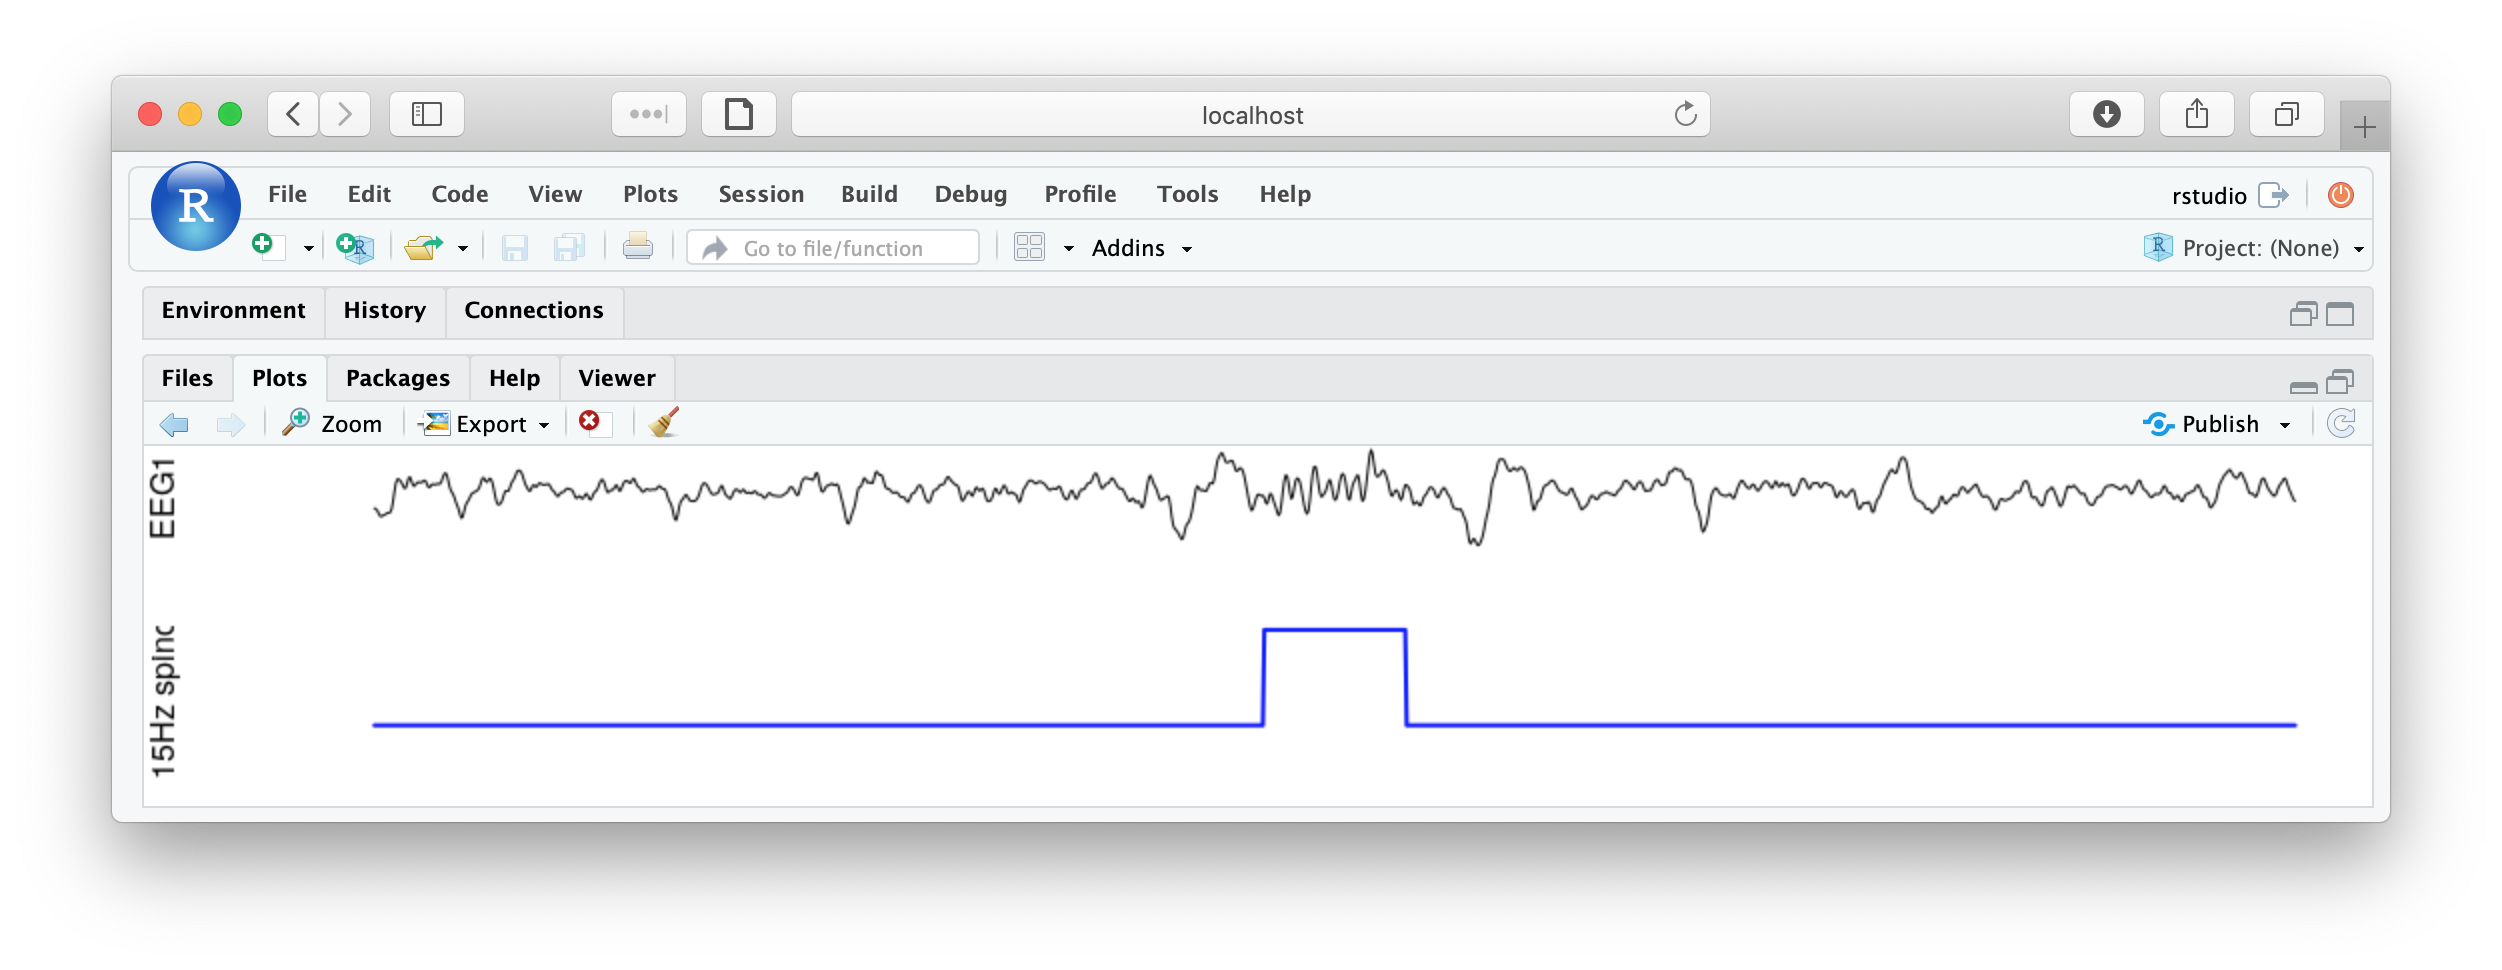 localhost
R File Edit Code View Plots Session Build Debug Profile Tools Help rstudio
Go to file/function Addins R Project: (None)
Environment History Connections
Files Plots Packages Help Viewer
Zoom Export Publish
EEG1
15Hz